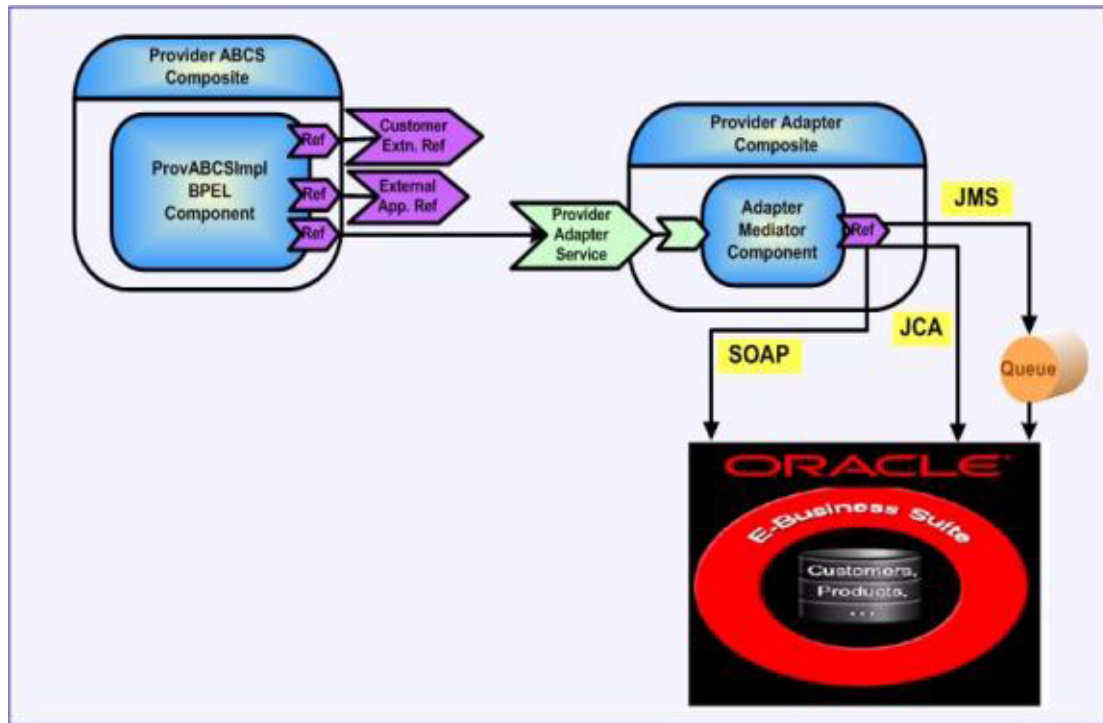 Provider ABCS
Composite
ProvABCSImpl
BPEL
Component
Ref
Customer
Extn. Ref
Ref
External
App. Ref
Ref
Provider
Adapter
Service
Provider Adapter
Composite
Adapter
Mediator
Component
Ref
JMS
JCA
SOAP
Queue
ORACLE
E-Business Suite
Customers,
Products,
...